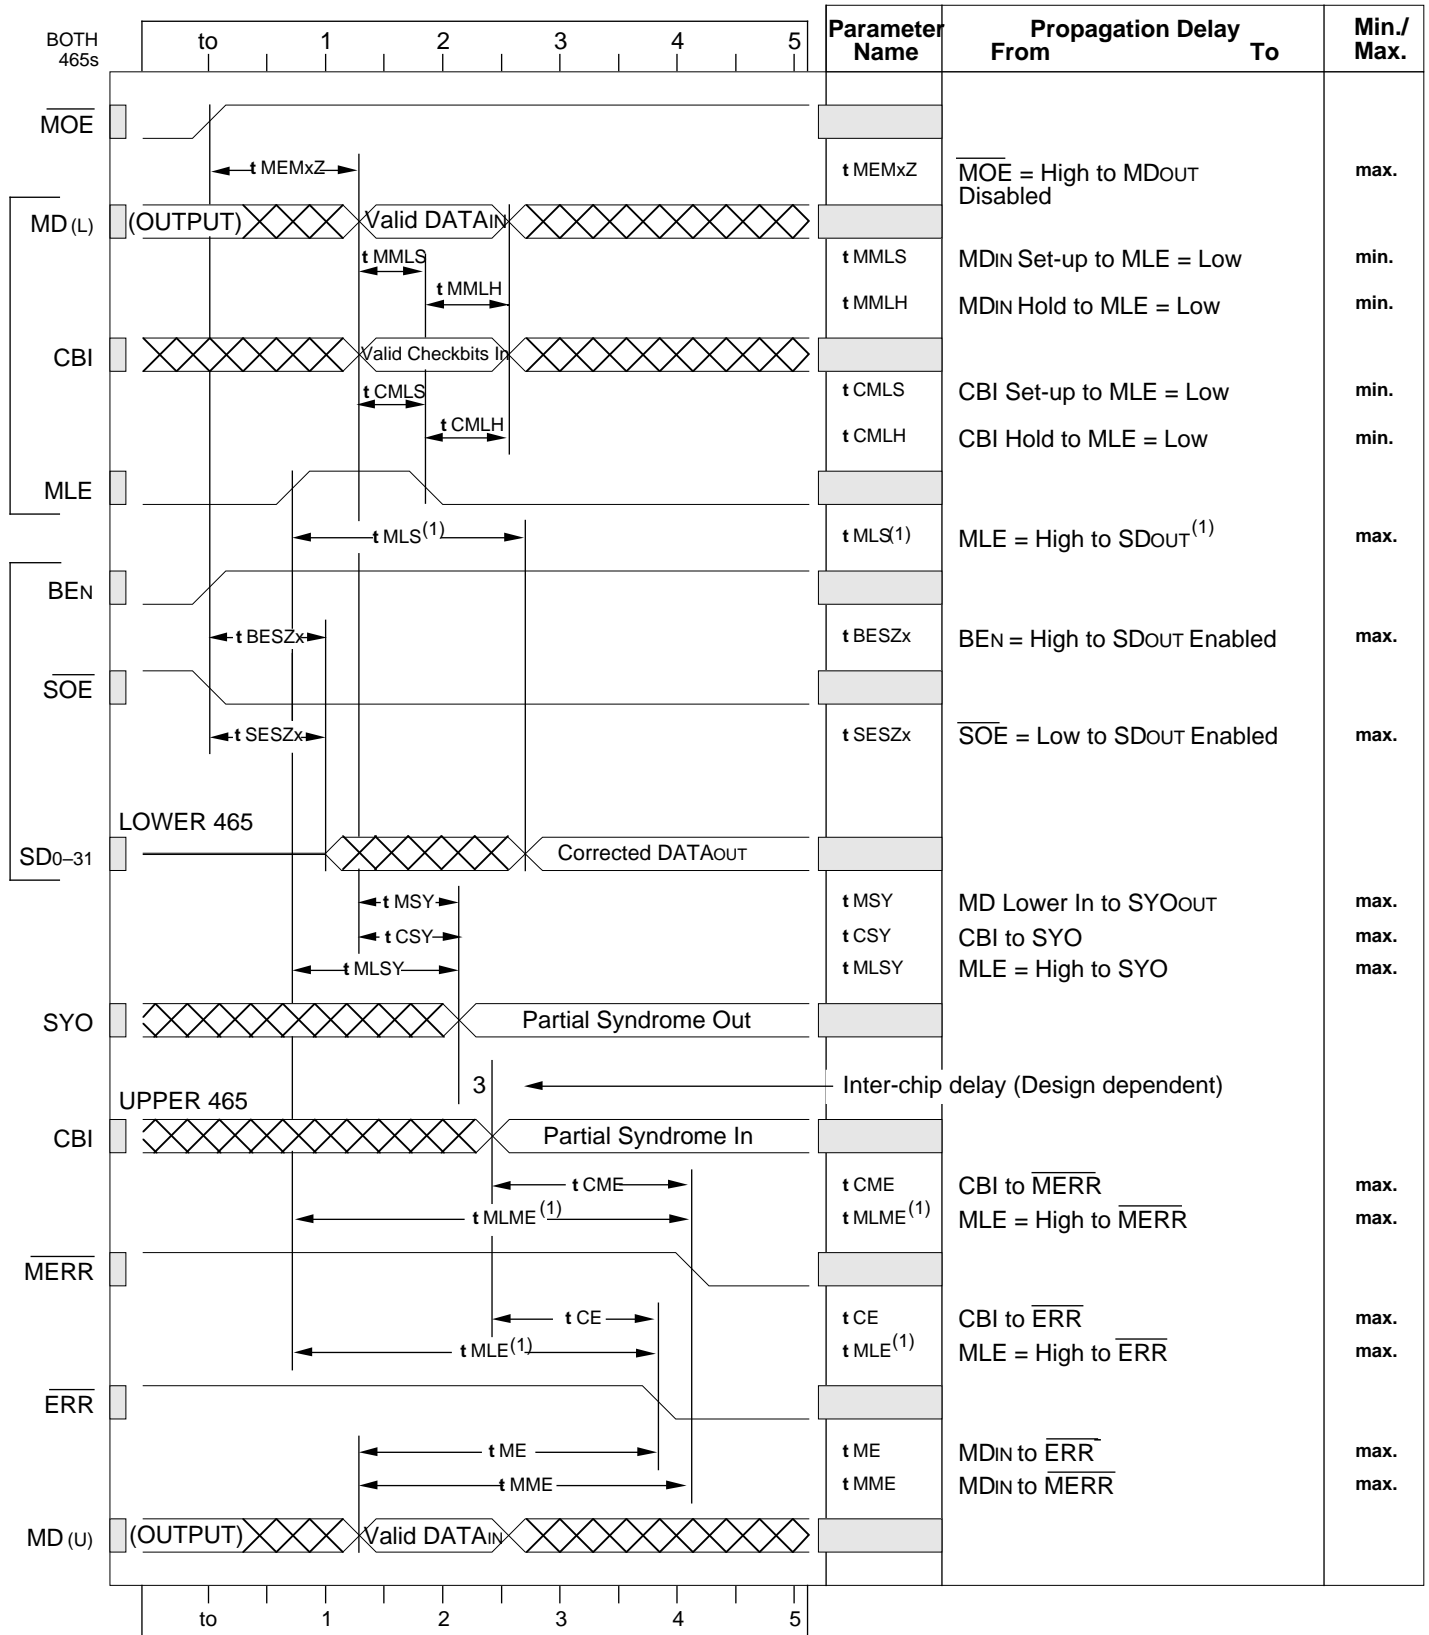 BOTH 465s
to 1 2 3 4 5
Parameter Name
Propagation Delay
From To
Min./ Max.
MOE
t MEMxZ
t MEMxZ
MOE = High to MDOUT Disabled
max.
MD (L)
(OUTPUT)
Valid DATAIN
t MMLS
t MMLS
MDIN Set-up to MLE = Low
min.
t MMLH
t MMLH
MDIN Hold to MLE = Low
min.
CBI
Valid Checkbits In
t CMLS
t CMLS
CBI Set-up to MLE = Low
min.
t CMLH
t CMLH
CBI Hold to MLE = Low
min.
MLE
t MLS(1)
t MLS(1)
MLE = High to SDOUT(1)
max.
BEN
t BESZx
t BESZx
BEN = High to SDOUT Enabled
max.
SOE
t SESZx
t SESZx
SOE = Low to SDOUT Enabled
max.
LOWER 465
SD0–31
Corrected DATAOUT
t MSY
t MSY
MD Lower In to SYOOUT
max.
t CSY
t CSY
CBI to SYO
max.
t MLSY
t MLSY
MLE = High to SYO
max.
SYO
Partial Syndrome Out
3
Inter-chip delay (Design dependent)
UPPER 465
CBI
Partial Syndrome In
t CME
t CME
CBI to MERR
max.
t MLME(1)
t MLME(1)
MLE = High to MERR
max.
MERR
t CE
t CE
CBI to ERR
max.
t MLE(1)
t MLE(1)
MLE = High to ERR
max.
ERR
t ME
t ME
MDIN to ERR
max.
t MME
t MME
MDIN to MERR
max.
MD (U)
(OUTPUT)
Valid DATAIN
to 1 2 3 4 5